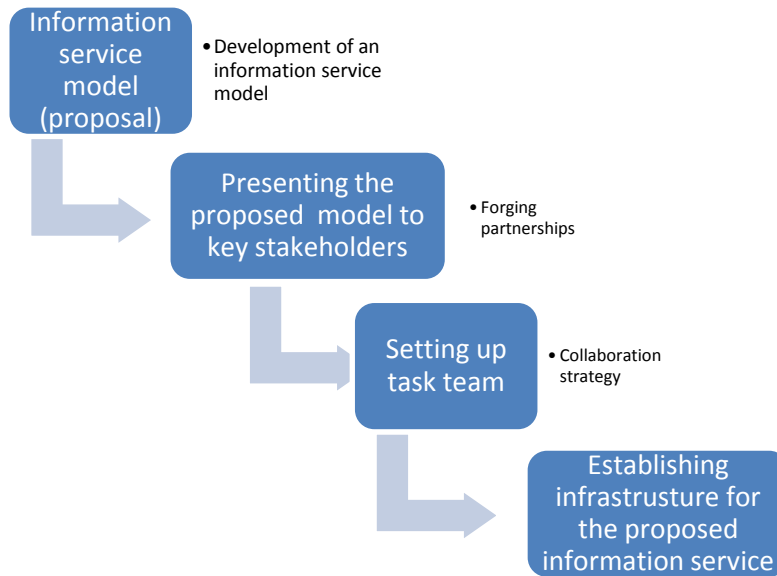 Information
service
model
(proposal)
•Development of an
information service
model
Presenting the
proposed model to
key stakeholders
•Forging
partnerships
Setting up
task team
•Collaboration
strategy
Establishing
infrastrusture for
the proposed
information service